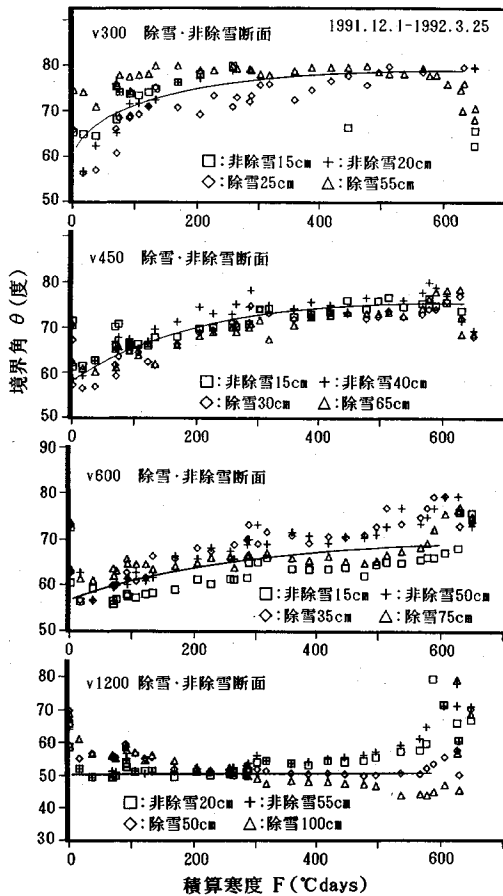 v300 除雪・非除雪断面 1991.12.1-1992.3.25
90
80
70
60
50
□:非除雪15cm +:非除雪20cm
◇:除雪25cm △:除雪55cm
0 200 400 600
v450 除雪・非除雪断面
90
80
70
60
50
□:非除雪15cm +:非除雪40cm
◇:除雪30cm △:除雪65cm
0 200 400 600
境界角 θ(度)
v600 除雪・非除雪断面
90
80
70
60
50
□:非除雪15cm +:非除雪50cm
◇:除雪35cm △:除雪75cm
0 200 400 600
v1200 除雪・非除雪断面
80
70
60
50
40
30
□:非除雪20cm +:非除雪55cm
◇:除雪50cm △:除雪100cm
0 200 400 600
積算寒度 F(℃days)